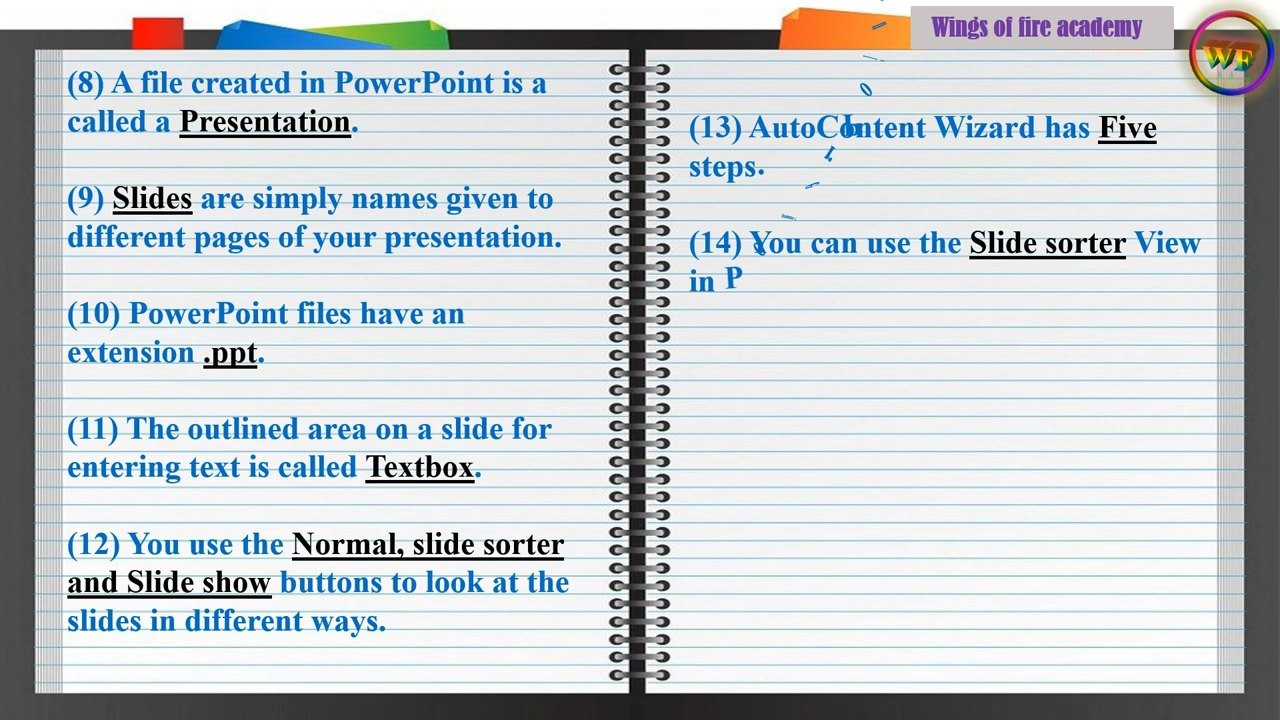 Wings of fire academy
WF
(8) A file created in PowerPoint is a
called a Presentation.
(9) Slides are simply names given to
different pages of your presentation.
(10) PowerPoint files have an
extension .ppt.
(11) The outlined area on a slide for
entering text is called Textbox.
(12) You use the Normal, slide sorter
and Slide show buttons to look at the
slides in different ways.
(13) AutoContent Wizard has Five
steps.
(14) You can use the Slide sorter View
in P